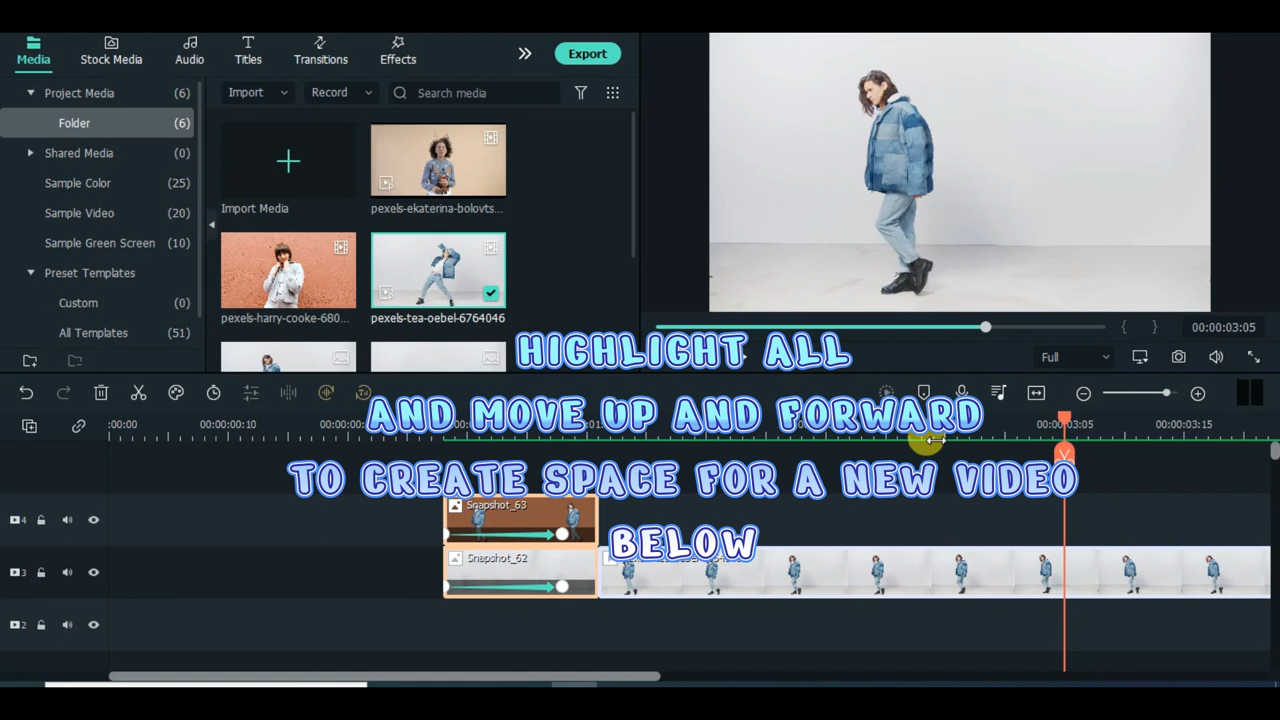 Media
Stock Media
Audio
Titles
Transitions
Effects
Export
Project Media (6)
Folder (6)
Shared Media (0)
Sample Color (25)
Sample Video (20)
Sample Green Screen (10)
Preset Templates
Custom (0)
All Templates (51)
Import
Record
Search media
Import Media
pexels-ekaterina-bolovts...
pexels-harry-cooke-680...
pexels-tea-oebel-6764046
00:00:03:05
Full
HIGHLIGHT ALL
AND MOVE UP AND FORWARD
TO CREATE SPACE FOR A NEW VIDEO
BELOW
:00:00
00:00:00:10
00:00:03:05
00:00:03:15
4
Snapshot_63
3
Snapshot_62
2